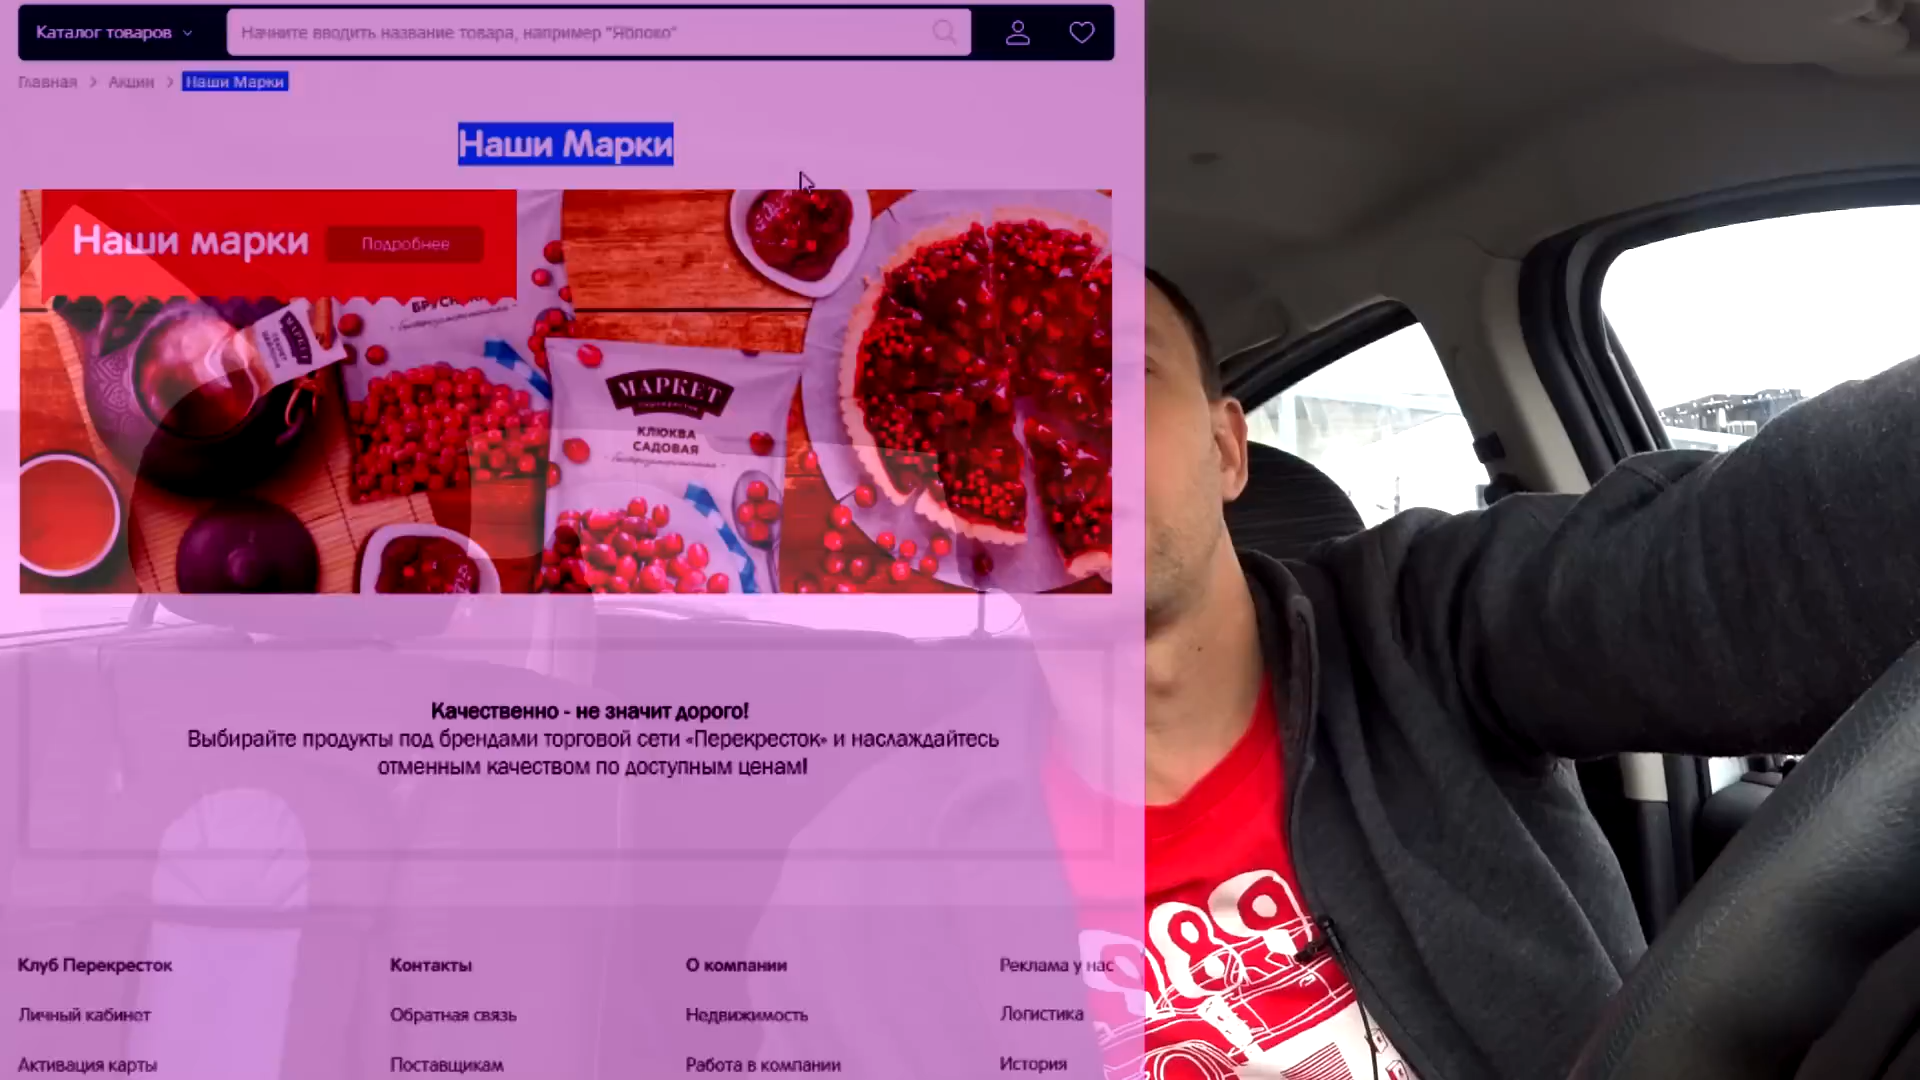 Каталог товаров
Начните вводить название товара, например "Яблоко"
Главная > Акции > Наши Марки
Наши Марки
Наши марки
Подробнее
МАРКЕТ
КЛЮКВА
САДОВАЯ
Качественно - не значит дорого!
Выбирайте продукты под брендами торговой сети «Перекресток» и наслаждайтесь
отменным качеством по доступным ценам!
Клуб Перекресток
Контакты
О компании
Реклама у нас
Личный кабинет
Обратная связь
Недвижимость
Логистика
Активация карты
Поставщикам
Работа в компании
История